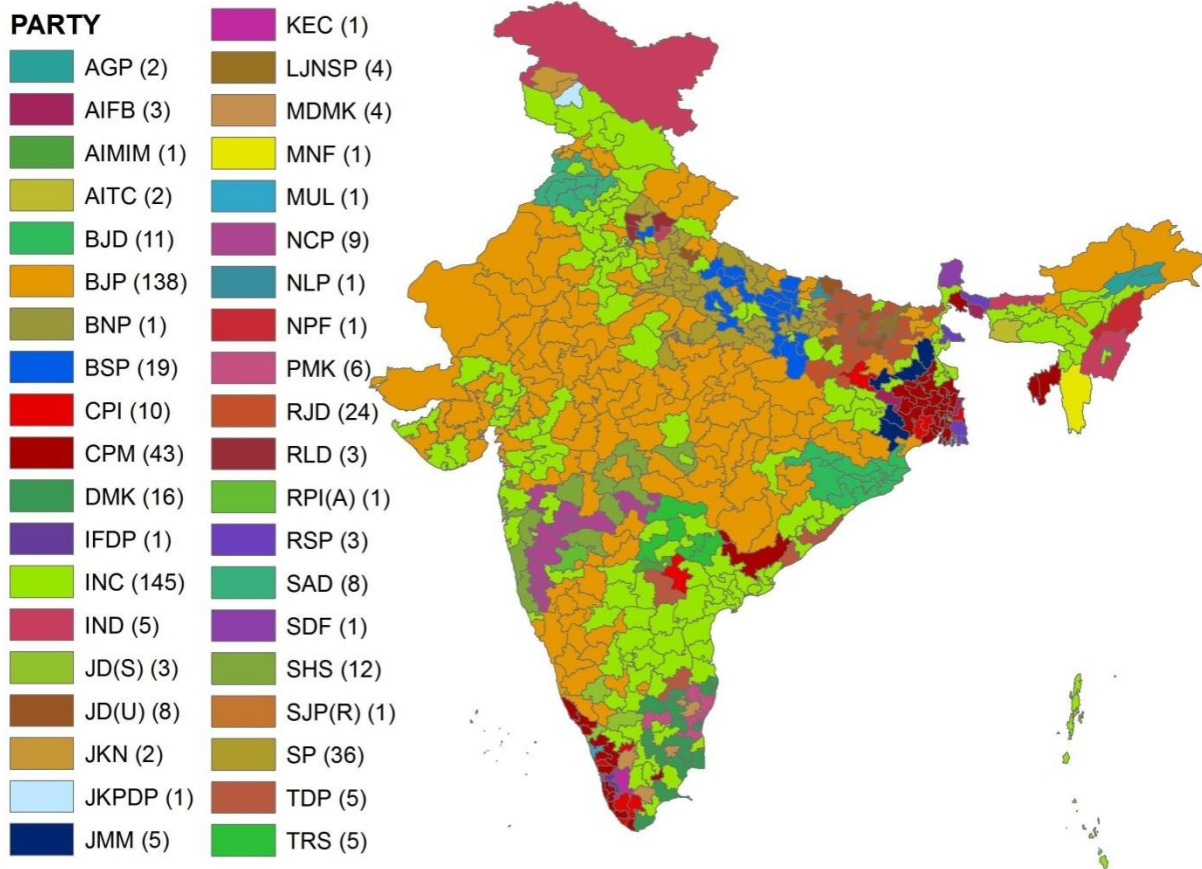 PARTY
AGP (2)
AIFB (3)
AIMIM (1)
AITC (2)
BJD (11)
BJP (138)
BNP (1)
BSP (19)
CPI (10)
CPM (43)
DMK (16)
IFDP (1)
INC (145)
IND (5)
JD(S) (3)
JD(U) (8)
JKN (2)
JKPDP (1)
JMM (5)
KEC (1)
LJNSP (4)
MDMK (4)
MNF (1)
MUL (1)
NCP (9)
NLP (1)
NPF (1)
PMK (6)
RJD (24)
RLD (3)
RPI(A) (1)
RSP (3)
SAD (8)
SDF (1)
SHS (12)
SJP(R) (1)
SP (36)
TDP (5)
TRS (5)